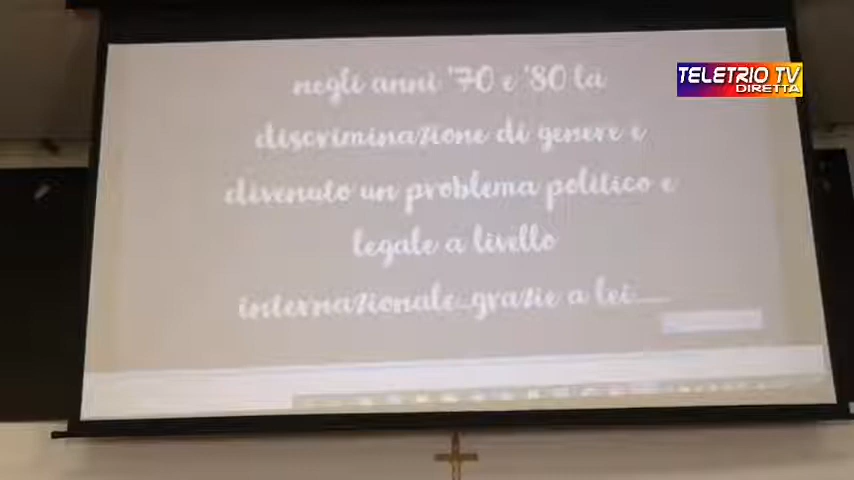 negli anni '70 e '80 la
discriminazione di genere e
divenuto un problema politico e
legale a livello
internazionale grazie a lei
TELETRIO TV
DIRETTA